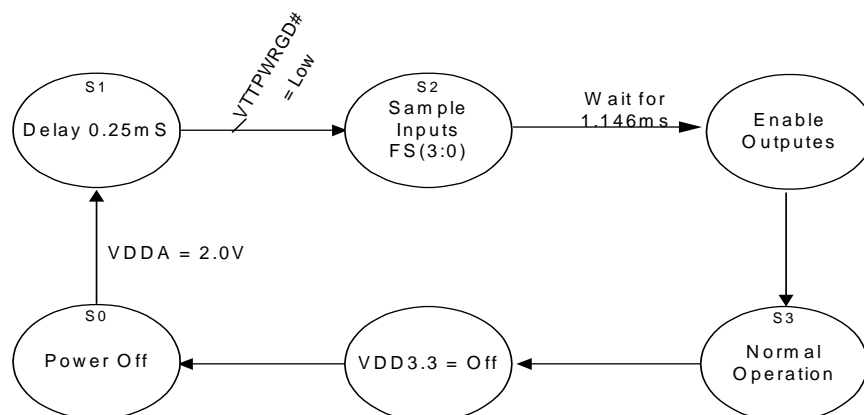 S1
Delay 0.25mS
VTTPWRGD#
= Low
S2
Sample
Inputs
FS(3:0)
Wait for
1.146ms
Enable
Outputes
VDDA = 2.0V
S0
Power Off
VDD3.3 = Off
S3
Normal
Operation